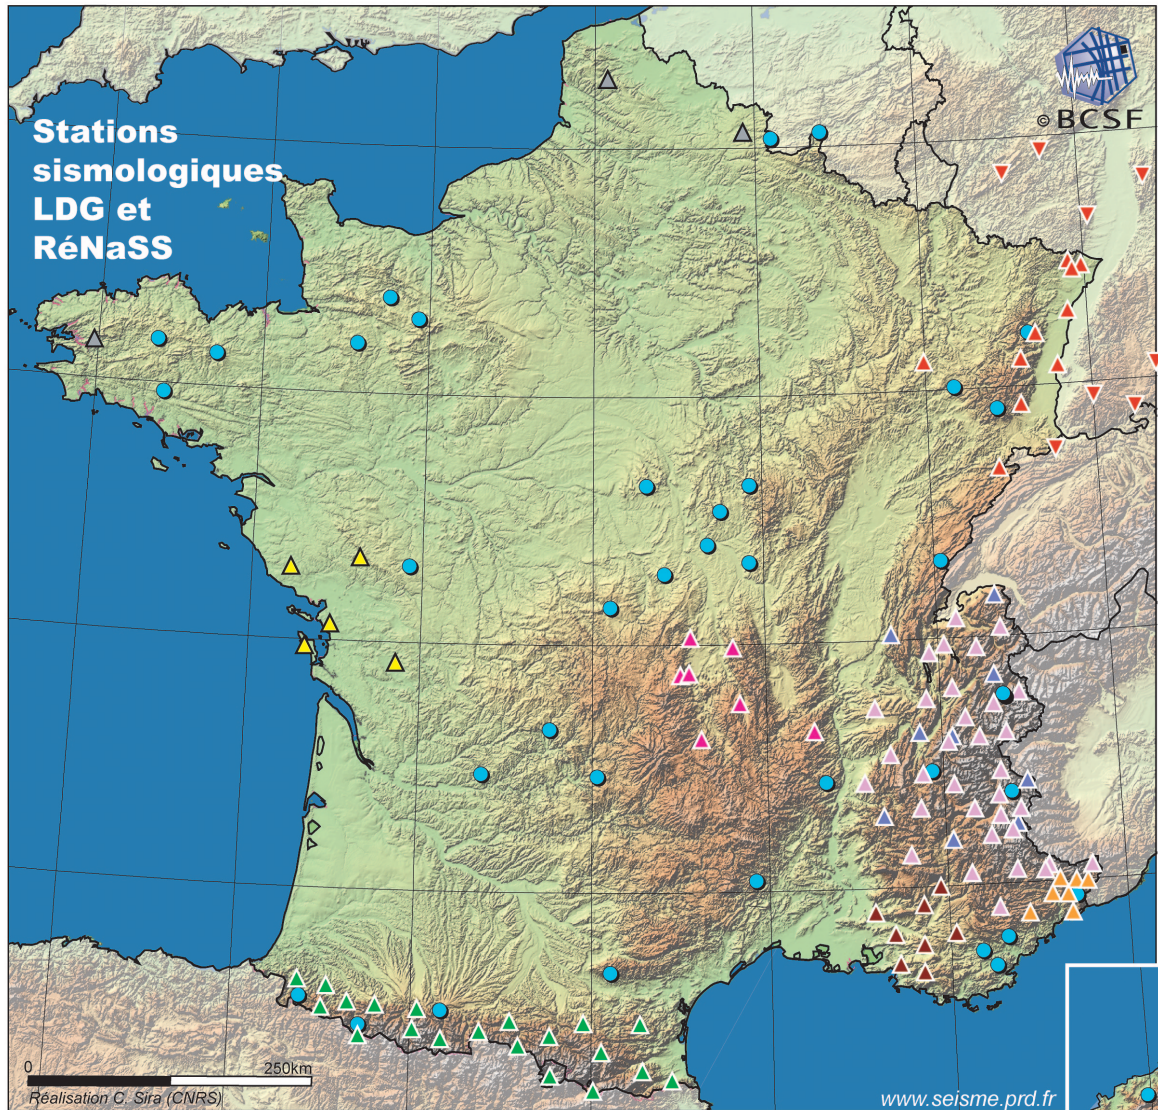 Stations
sismologiques
LDG et
RéNaSS
© BCSF
0 250km
Réalisation C, Sira (CNRS)
www.seisme.prd.fr